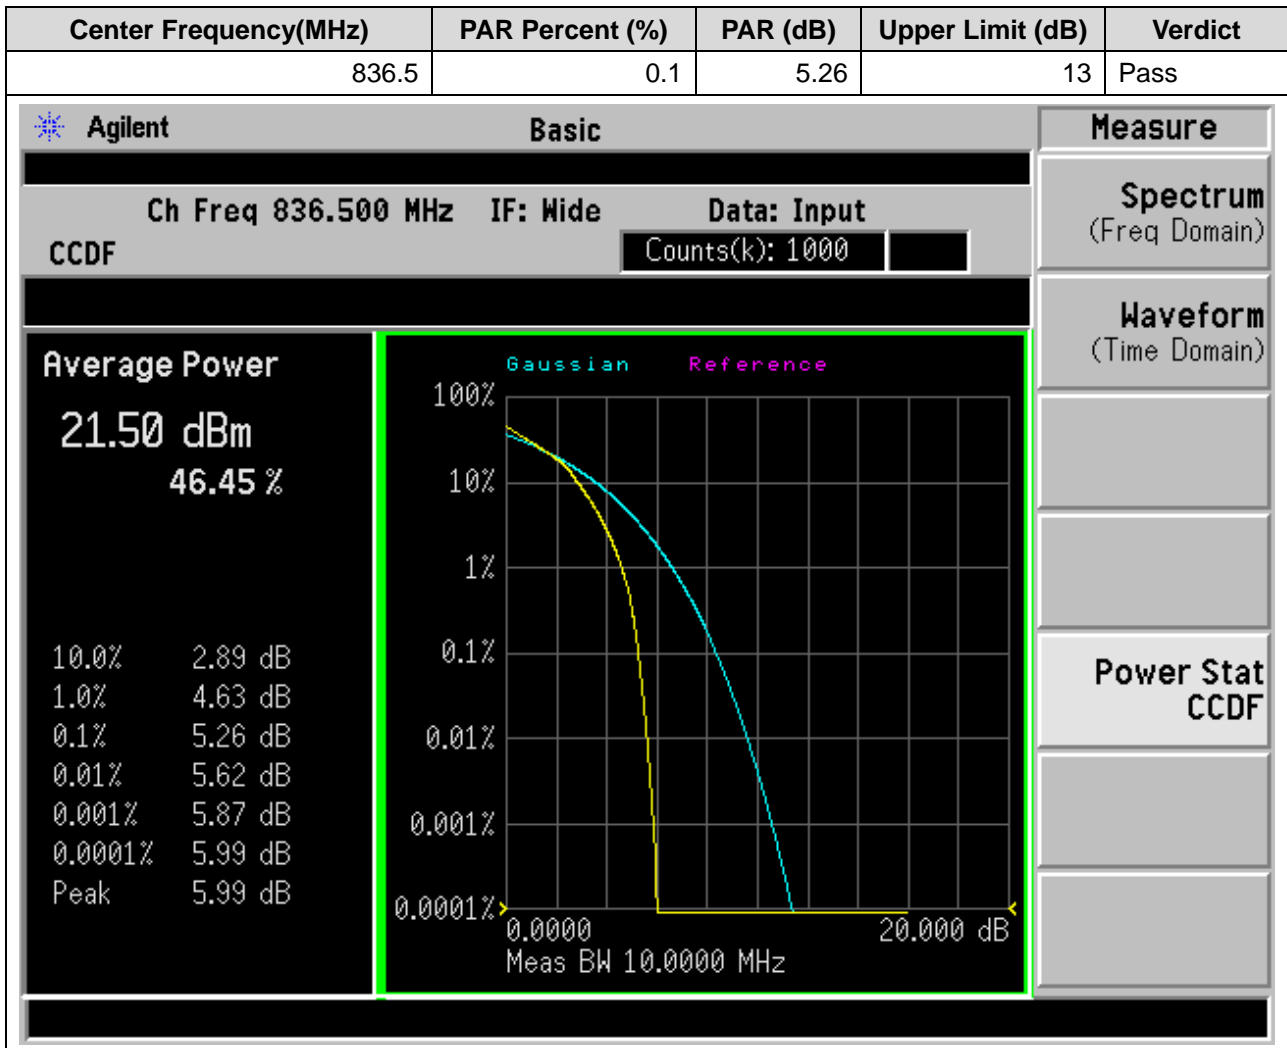 Center Frequency(MHz) PAR Percent (%) PAR (dB) Upper Limit (dB) Verdict
836.5 0.1 5.26 13 Pass
Agilent Basic Measure
Ch Freq 836.500 MHz IF: Wide Data: Input
CCDF Counts(k): 1000
Spectrum
(Freq Domain)
Waveform
(Time Domain)
Power Stat
CCDF
Average Power
21.50 dBm
46.45 %
10.0% 2.89 dB
1.0% 4.63 dB
0.1% 5.26 dB
0.01% 5.62 dB
0.001% 5.87 dB
0.0001% 5.99 dB
Peak 5.99 dB
Gaussian Reference
100%
10%
1%
0.1%
0.01%
0.001%
0.0001%
0.0000 20.000 dB
Meas BW 10.0000 MHz